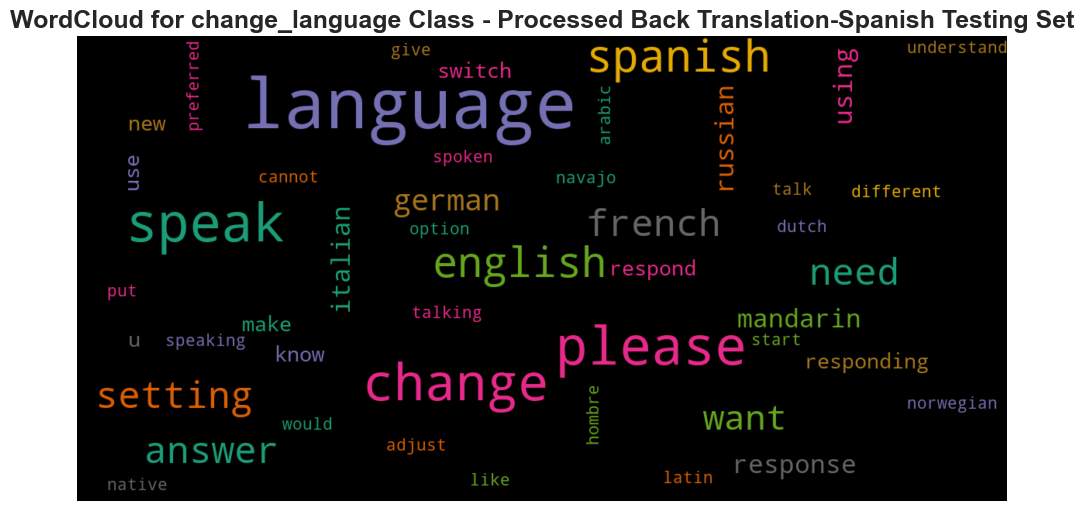 WordCloud for change_language Class - Processed Back Translation-Spanish Testing Set
give
understand
preferred
switch
spanish
using
language
arabic
russian
new
use
spoken
cannot
navajo
talk
different
german
speak
italian
option
french
dutch
english
respond
need
put
talking
make
mandarin
u
speaking
know
please
start
responding
change
setting
hombre
norwegian
want
would
answer
adjust
response
native
like
latin